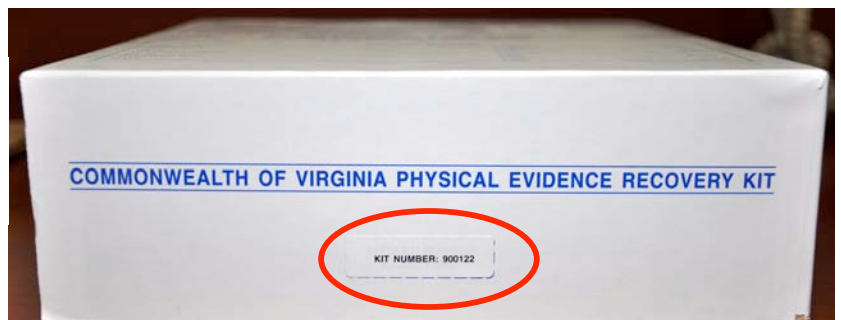 COMMONWEALTH OF VIRGINIA PHYSICAL EVIDENCE RECOVERY KIT
KIT NUMBER: 900122